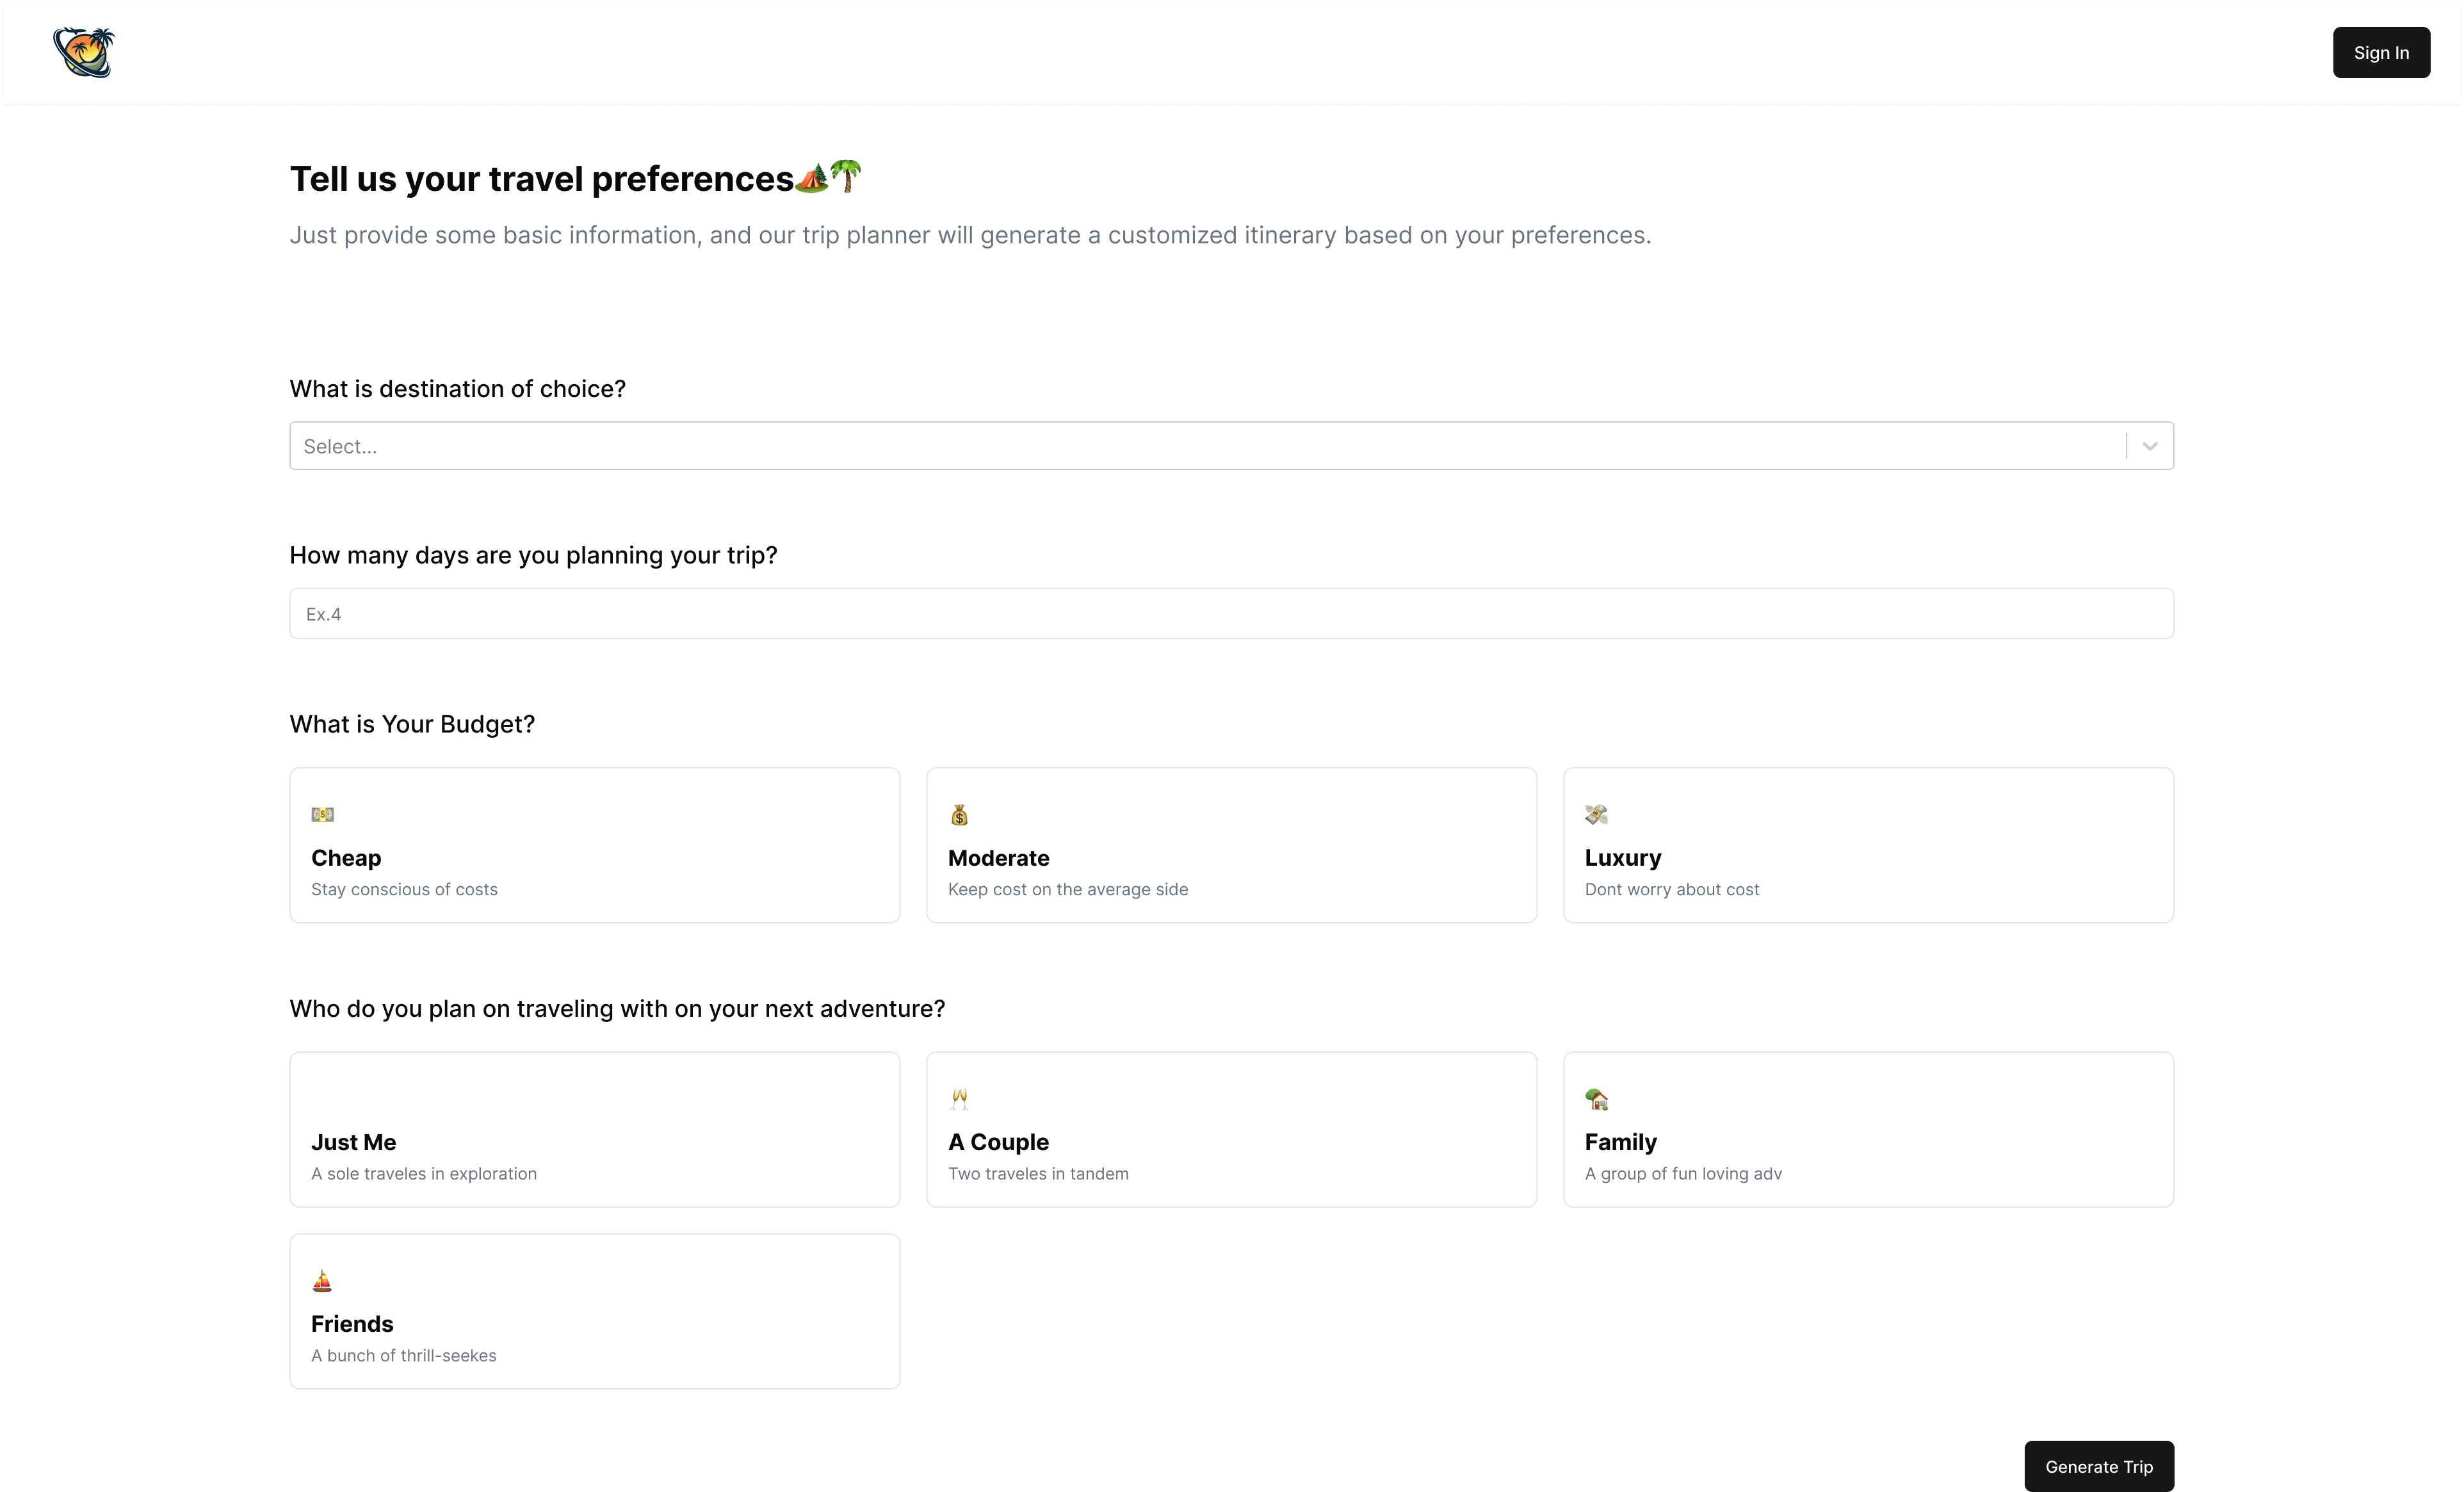 Sign In
Tell us your travel preferences🏕️🌴
Just provide some basic information, and our trip planner will generate a customized itinerary based on your preferences.
What is destination of choice?
Select...
How many days are you planning your trip?
Ex.4
What is Your Budget?
Cheap
Stay conscious of costs
Moderate
Keep cost on the average side
Luxury
Dont worry about cost
Who do you plan on traveling with on your next adventure?
Just Me
A sole traveles in exploration
A Couple
Two traveles in tandem
Family
A group of fun loving adv
Friends
A bunch of thrill-seekes
Generate Trip